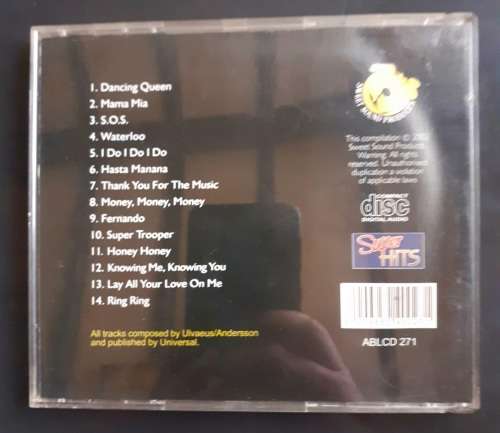 1. Dancing Queen
2. Mama Mia
3. S.O.S.
4. Waterloo
5. I Do I Do I Do
6. Hasta Manana
7. Thank You For The Music
8. Money, Money, Money
9. Fernando
10. Super Trooper
11. Honey Honey
12. Knowing Me, Knowing You
13. Lay All Your Love On Me
14. Ring Ring
All tracks composed by Ulvaeus/Andersson
and published by Universal.
SWEET SOUND PRODUCTS
This compilation ©
Sweet Sound Products.
Warning. All rights
reserved. Unauthorised
duplication a violation
of applicable laws
COMPACT
disc
DIGITAL AUDIO
Super
HITS
ABLCD 271